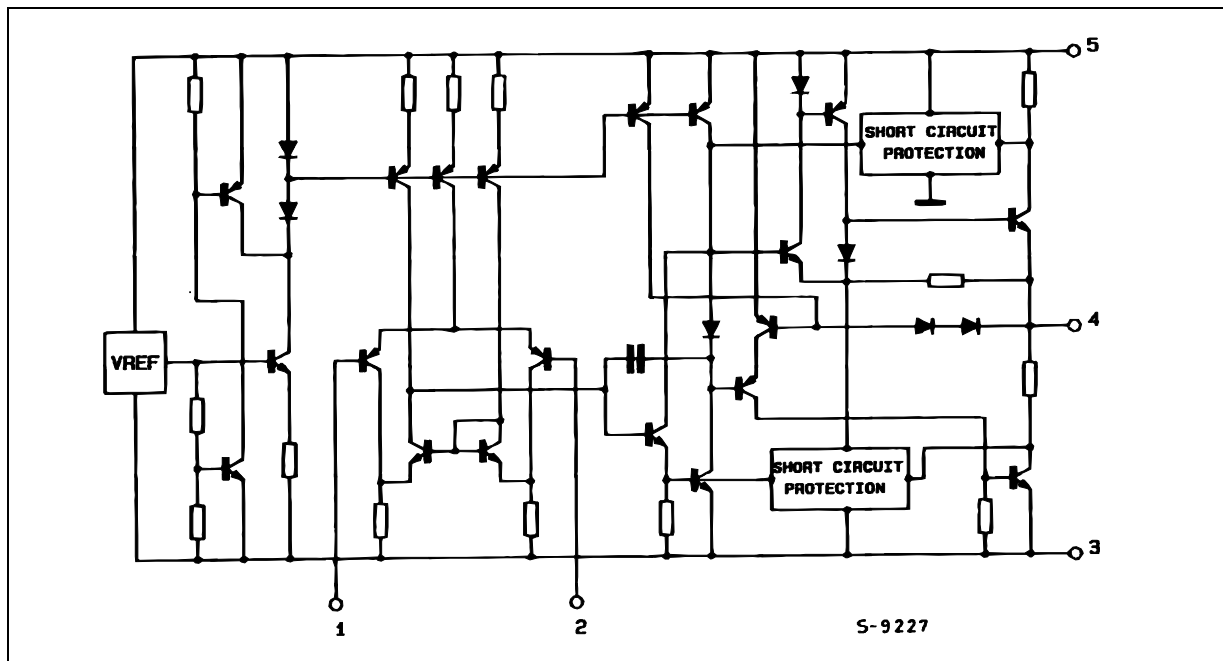 5
SHORT CIRCUIT
PROTECTION
4
VREF
SHORT CIRCUIT
PROTECTION
3
1
2
S-9227